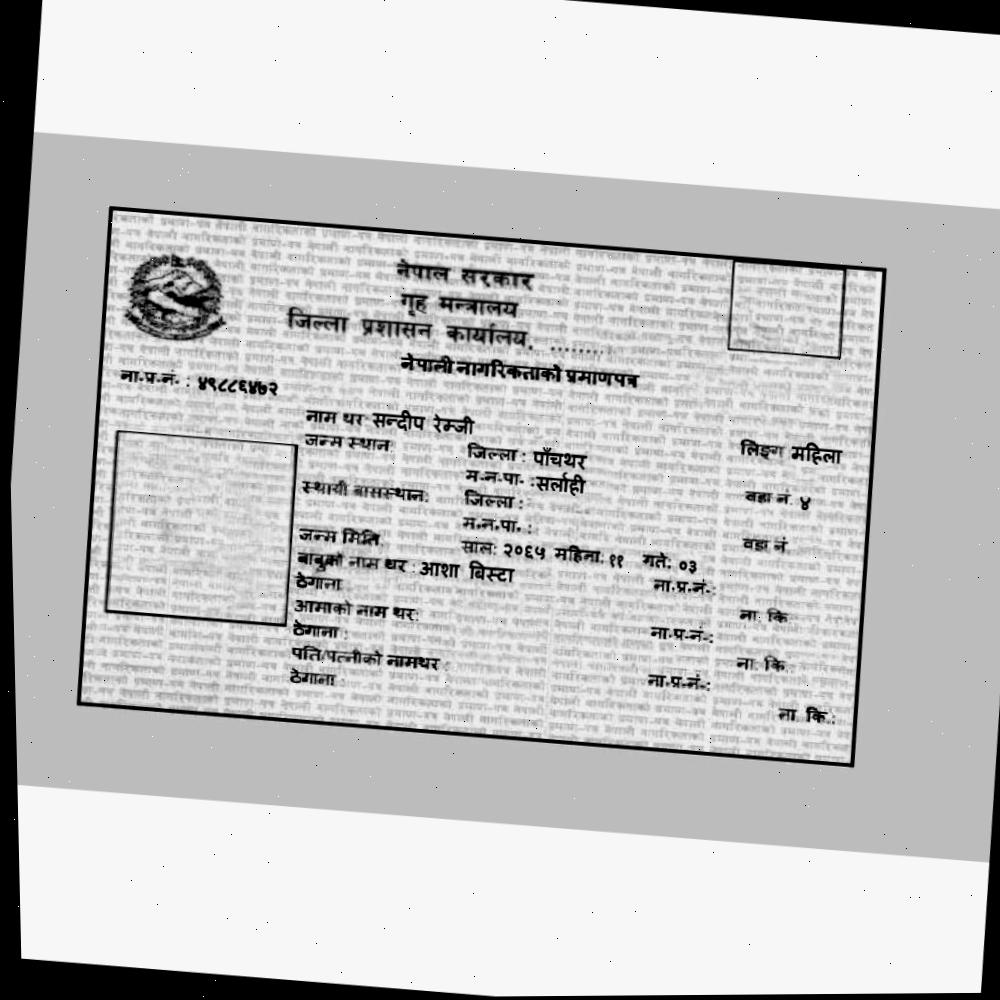 नेपाल सरकार
गृह मन्त्रालय
जिल्ला प्रशासन कार्यालय, .........
नेपाली नागरिकताको प्रमाणपत्र
ना.प्र.नं. : ४९८८६४७२
नाम थर सन्दीप रेग्जी लिङ्ग महिला
जन्म स्थान: जिल्ला : पाँचथर
म.न.पा. :सर्लाही वडा नं. ४
स्थायी बासस्थान: जिल्ला :
म.न.पा. : वडा नं.
जन्म मिति साल: २०६५ महिना: ११ गते: ०३
बाबुको नाम थर : आशा बिस्टा ना.प्र.नं.:
ठेगाना : ना. कि.
आमाको नाम थर: ना.प्र.नं.:
ठेगाना : ना. कि.
पति/पत्नीको नामथर : ना.प्र.नं.:
ठेगाना : ना. कि.: